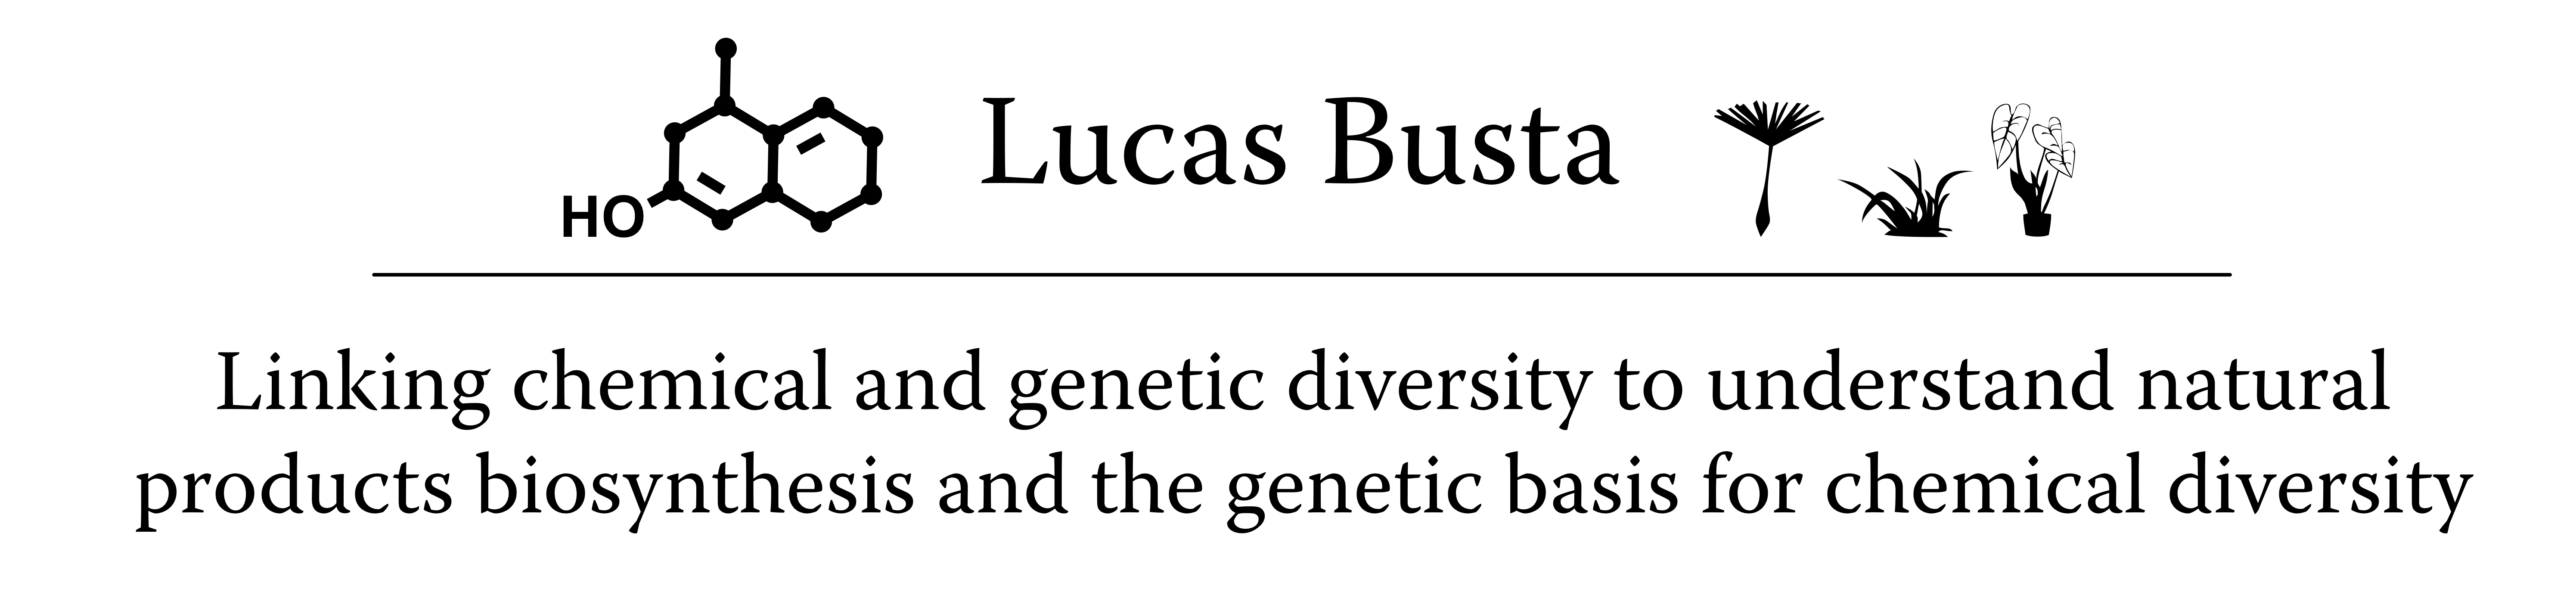 Lucas Busta
HO
Linking chemical and genetic diversity to understand natural
products biosynthesis and the genetic basis for chemical diversity